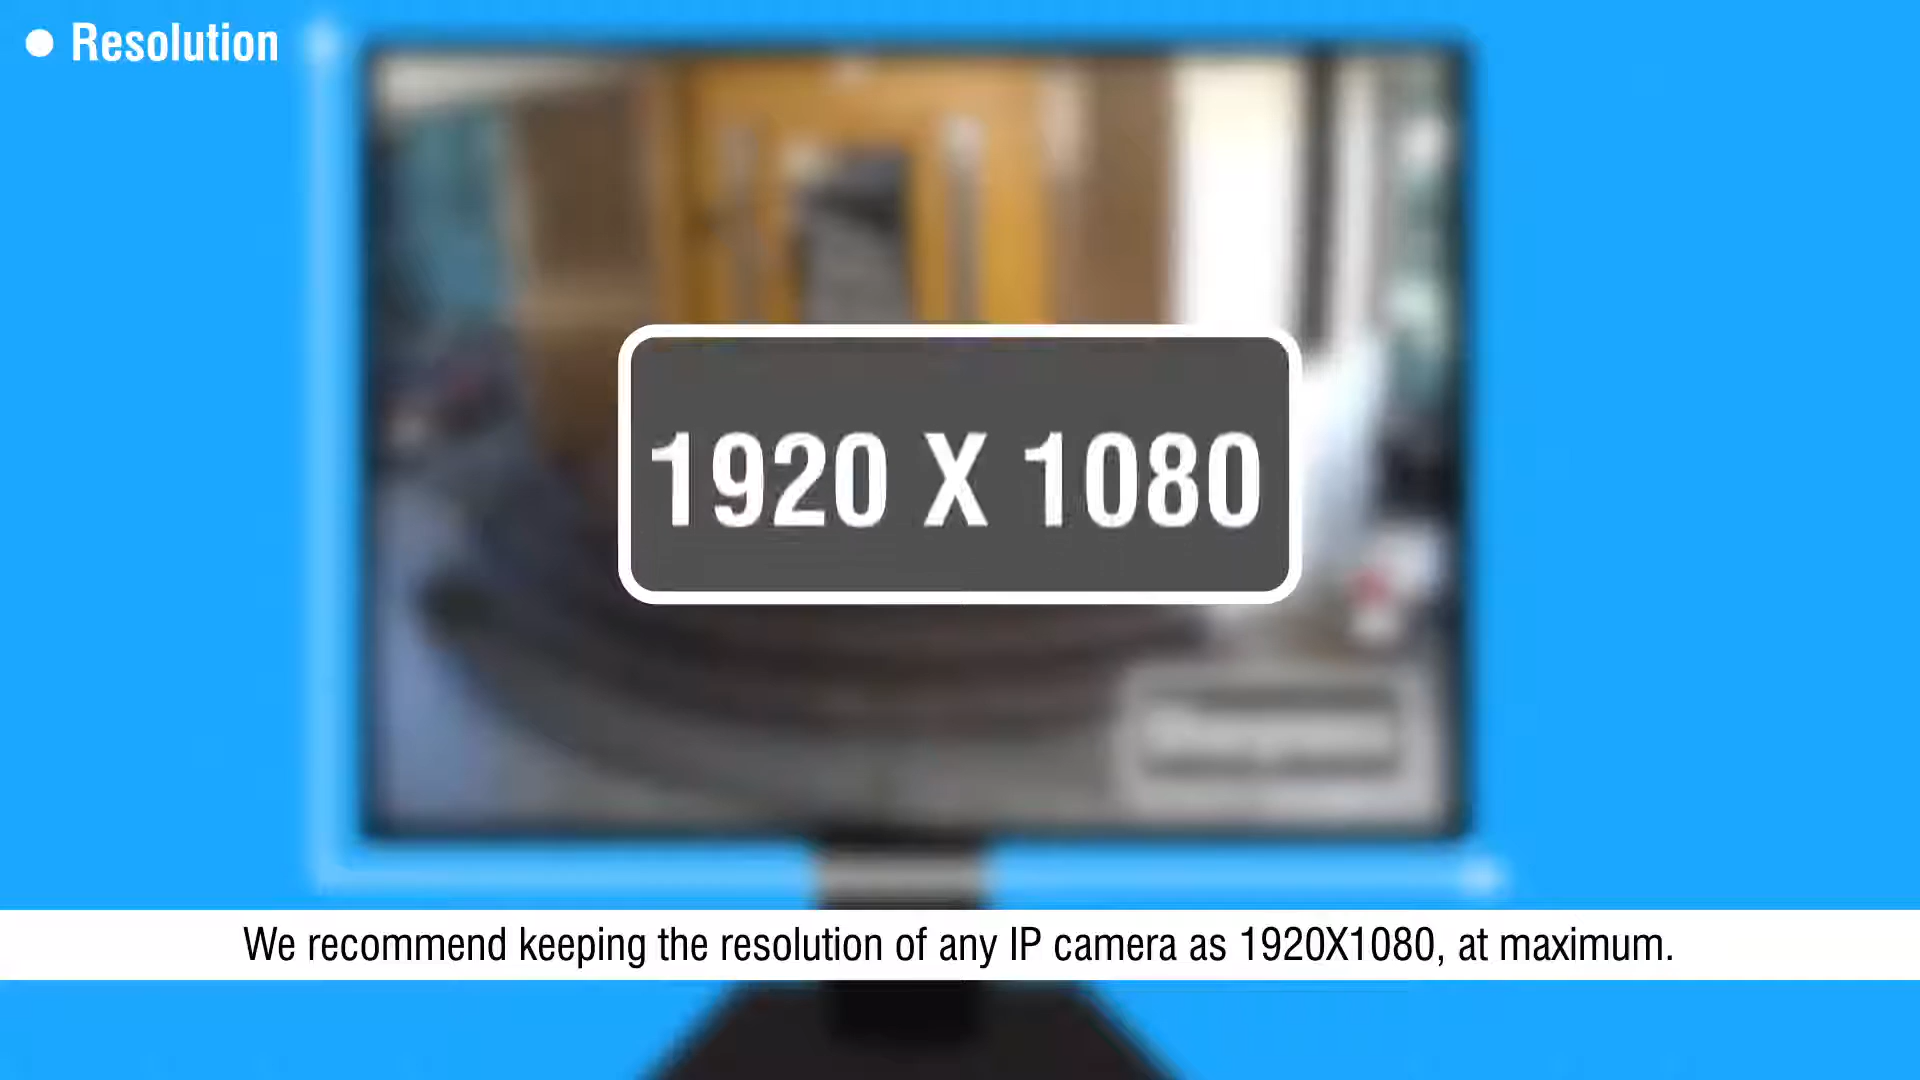 Resolution
1920 X 1080
We recommend keeping the resolution of any IP camera as 1920X1080, at maximum.